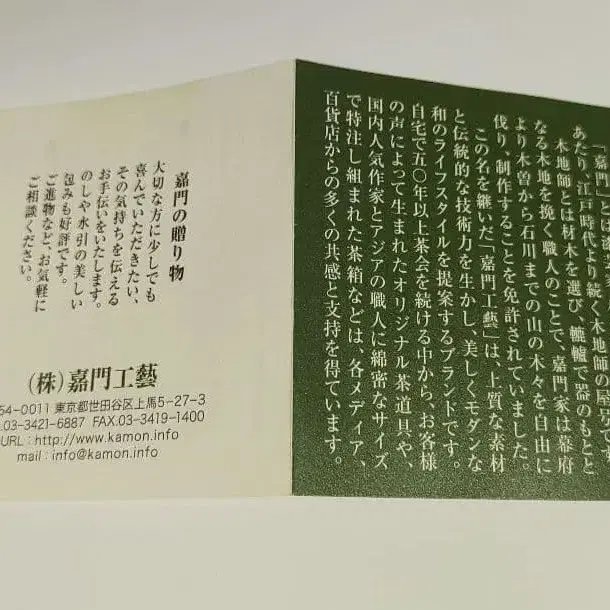 「嘉門」とは
あたり、江戸時代より続く木地師の屋号です。
木地師とは材木を選び、轆轤で器のもとと
なる木地を挽く職人のことで、嘉門家は幕府
より木曽から石川までの山の木々を自由に
伐り、制作することを免許されていました。
この名を継いだ「嘉門工藝」は、上質な素材
と伝統的な技術力を生かし、美しくモダンな
和のライフスタイルを提案するブランドです。
自宅で五〇年以上茶会を続ける中から、お客様
の声によって生まれたオリジナル茶道具や、
国内人気作家とアジアの職人に綿密なサイズ
で特注し組まれた茶箱などは、各メディア、
百貨店からの多くの共感と支持を得ています。
嘉門の贈り物
大切な方に少しでも
喜んでいただきたい、
その気持ちを伝える
お手伝いをいたします。
のしや水引の美しい
包みも好評です。
ご進物など、お気軽に
ご相談ください。
(株)嘉門工藝
54-0011 東京都世田谷区上馬5-27-3
.03-3421-6887 FAX.03-3419-1400
URL：http://www.kamon.info
mail：info@kamon.info